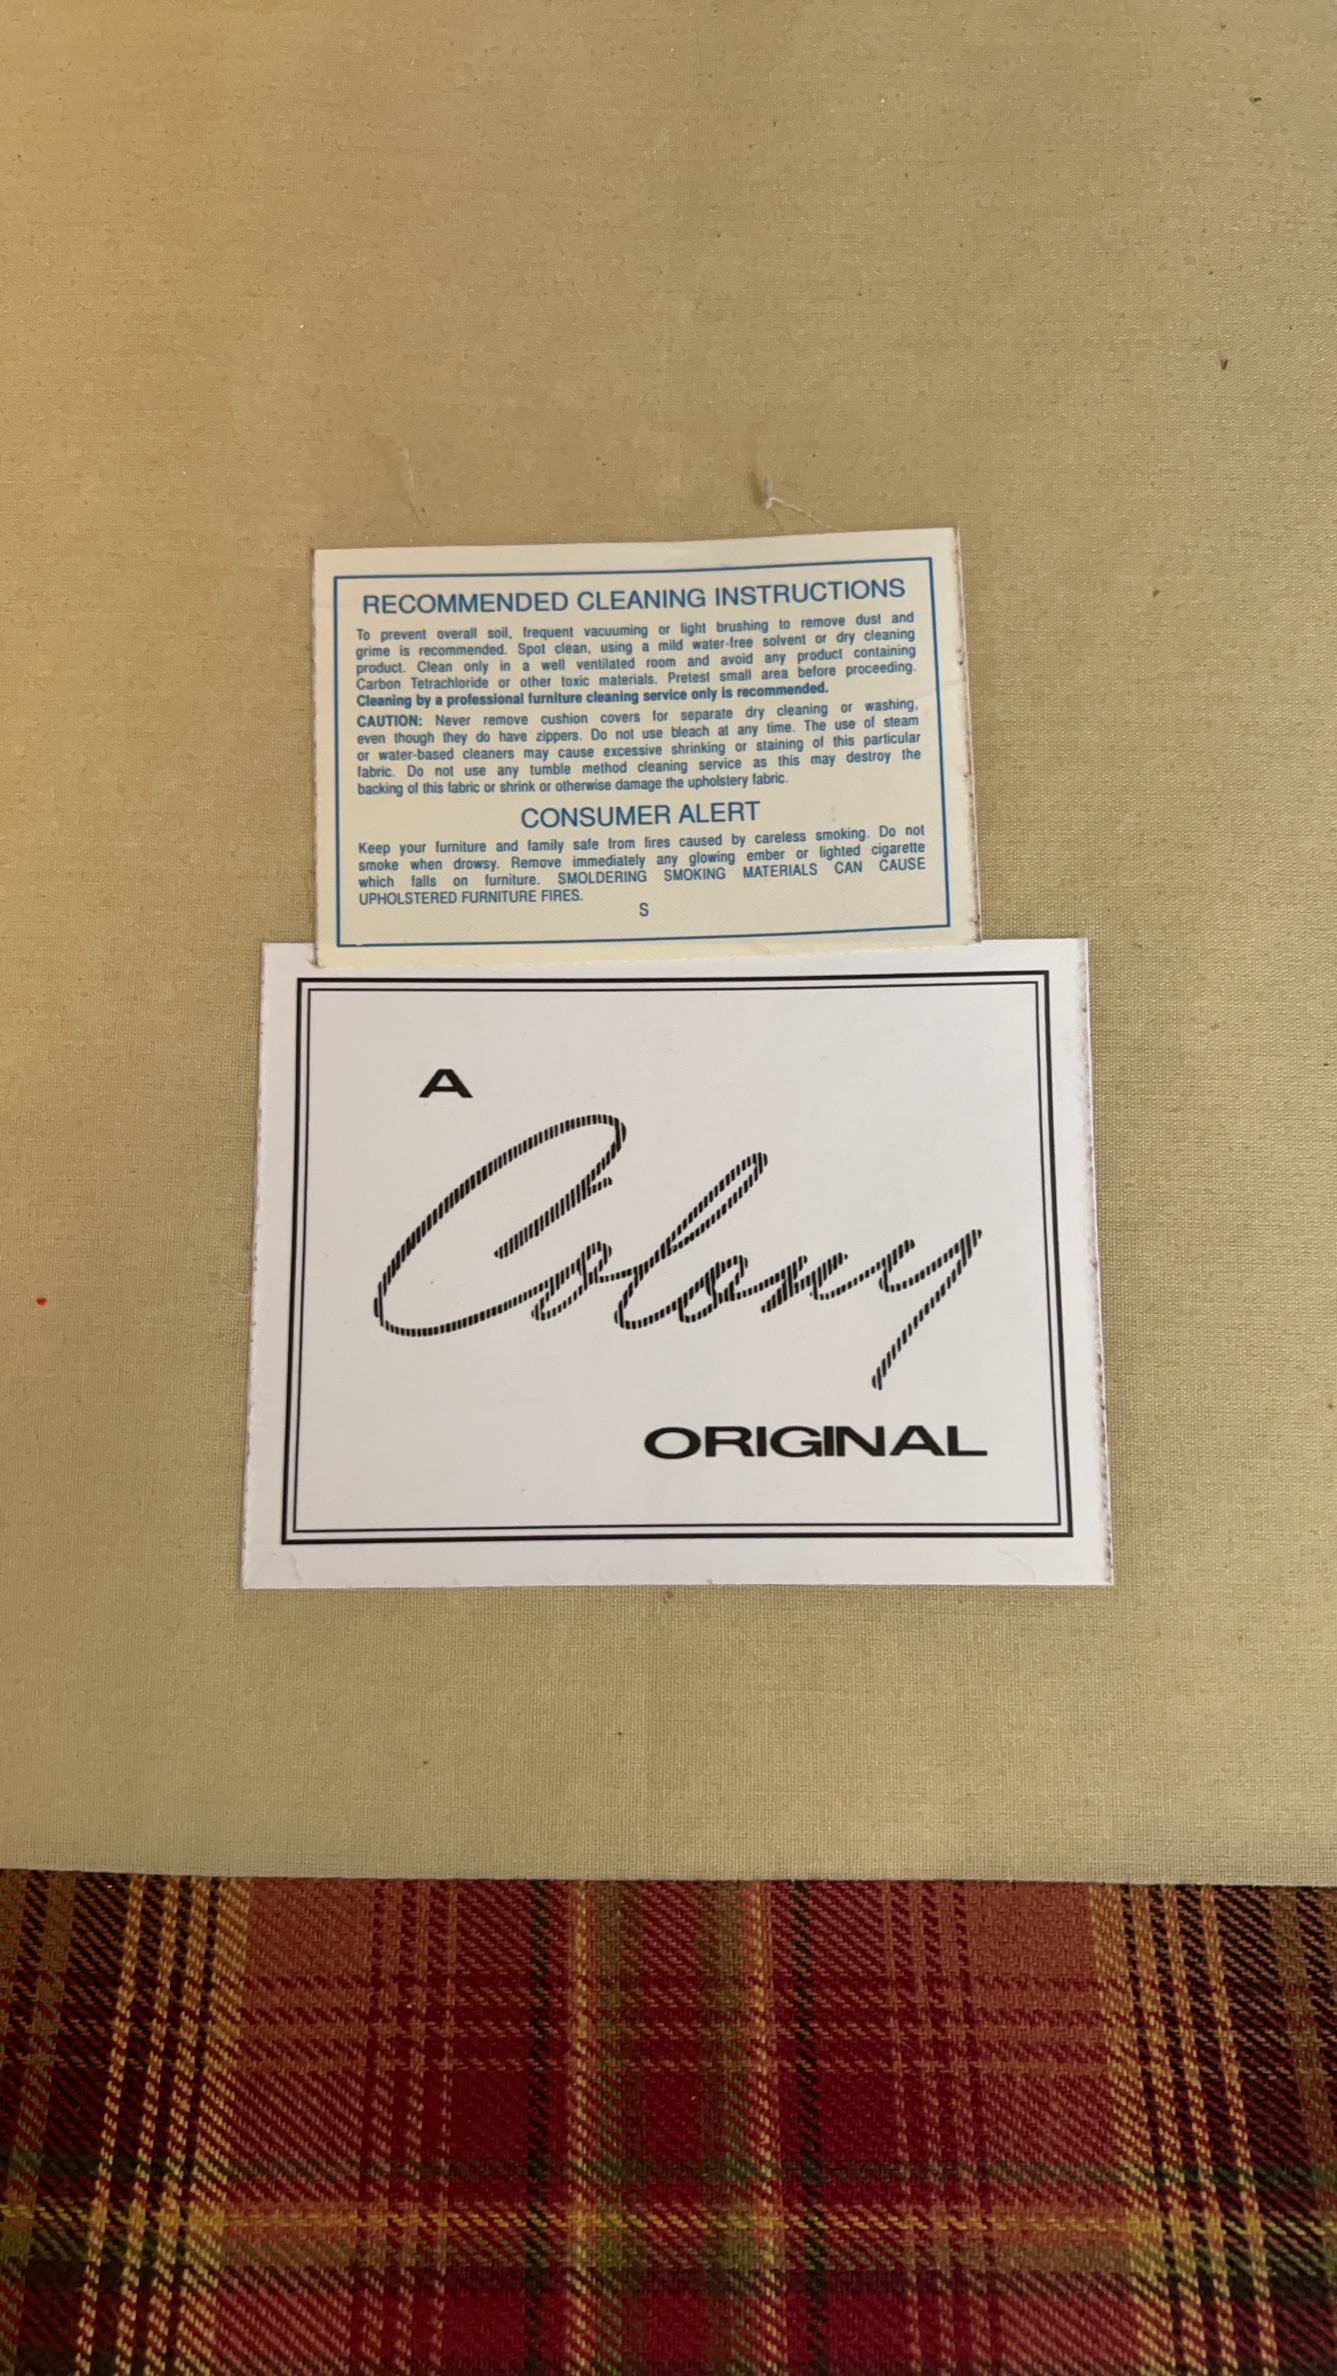 RECOMMENDED CLEANING INSTRUCTIONS
To prevent overall soil, frequent vacuuming or light brushing to remove dust and
grime is recommended. Spot clean, using a mild water-free solvent or dry cleaning
product. Clean only in a well ventilated room and avoid any product containing
Carbon Tetrachloride or other toxic materials. Pretest small area before proceeding.
Cleaning by a professional furniture cleaning service only is recommended.
CAUTION: Never remove cushion covers for separate dry cleaning or washing,
even though they do have zippers. Do not use bleach at any time. The use of steam
or water-based cleaners may cause excessive shrinking or staining of this particular
fabric. Do not use any tumble method cleaning service as this may destroy the
backing of this fabric or shrink or otherwise damage the upholstery fabric.
CONSUMER ALERT
Keep your furniture and family safe from fires caused by careless smoking. Do not
smoke when drowsy. Remove immediately any glowing ember or lighted cigarette
which falls on furniture. SMOLDERING SMOKING MATERIALS CAN CAUSE
UPHOLSTERED FURNITURE FIRES.
S
A
Colony
ORIGINAL